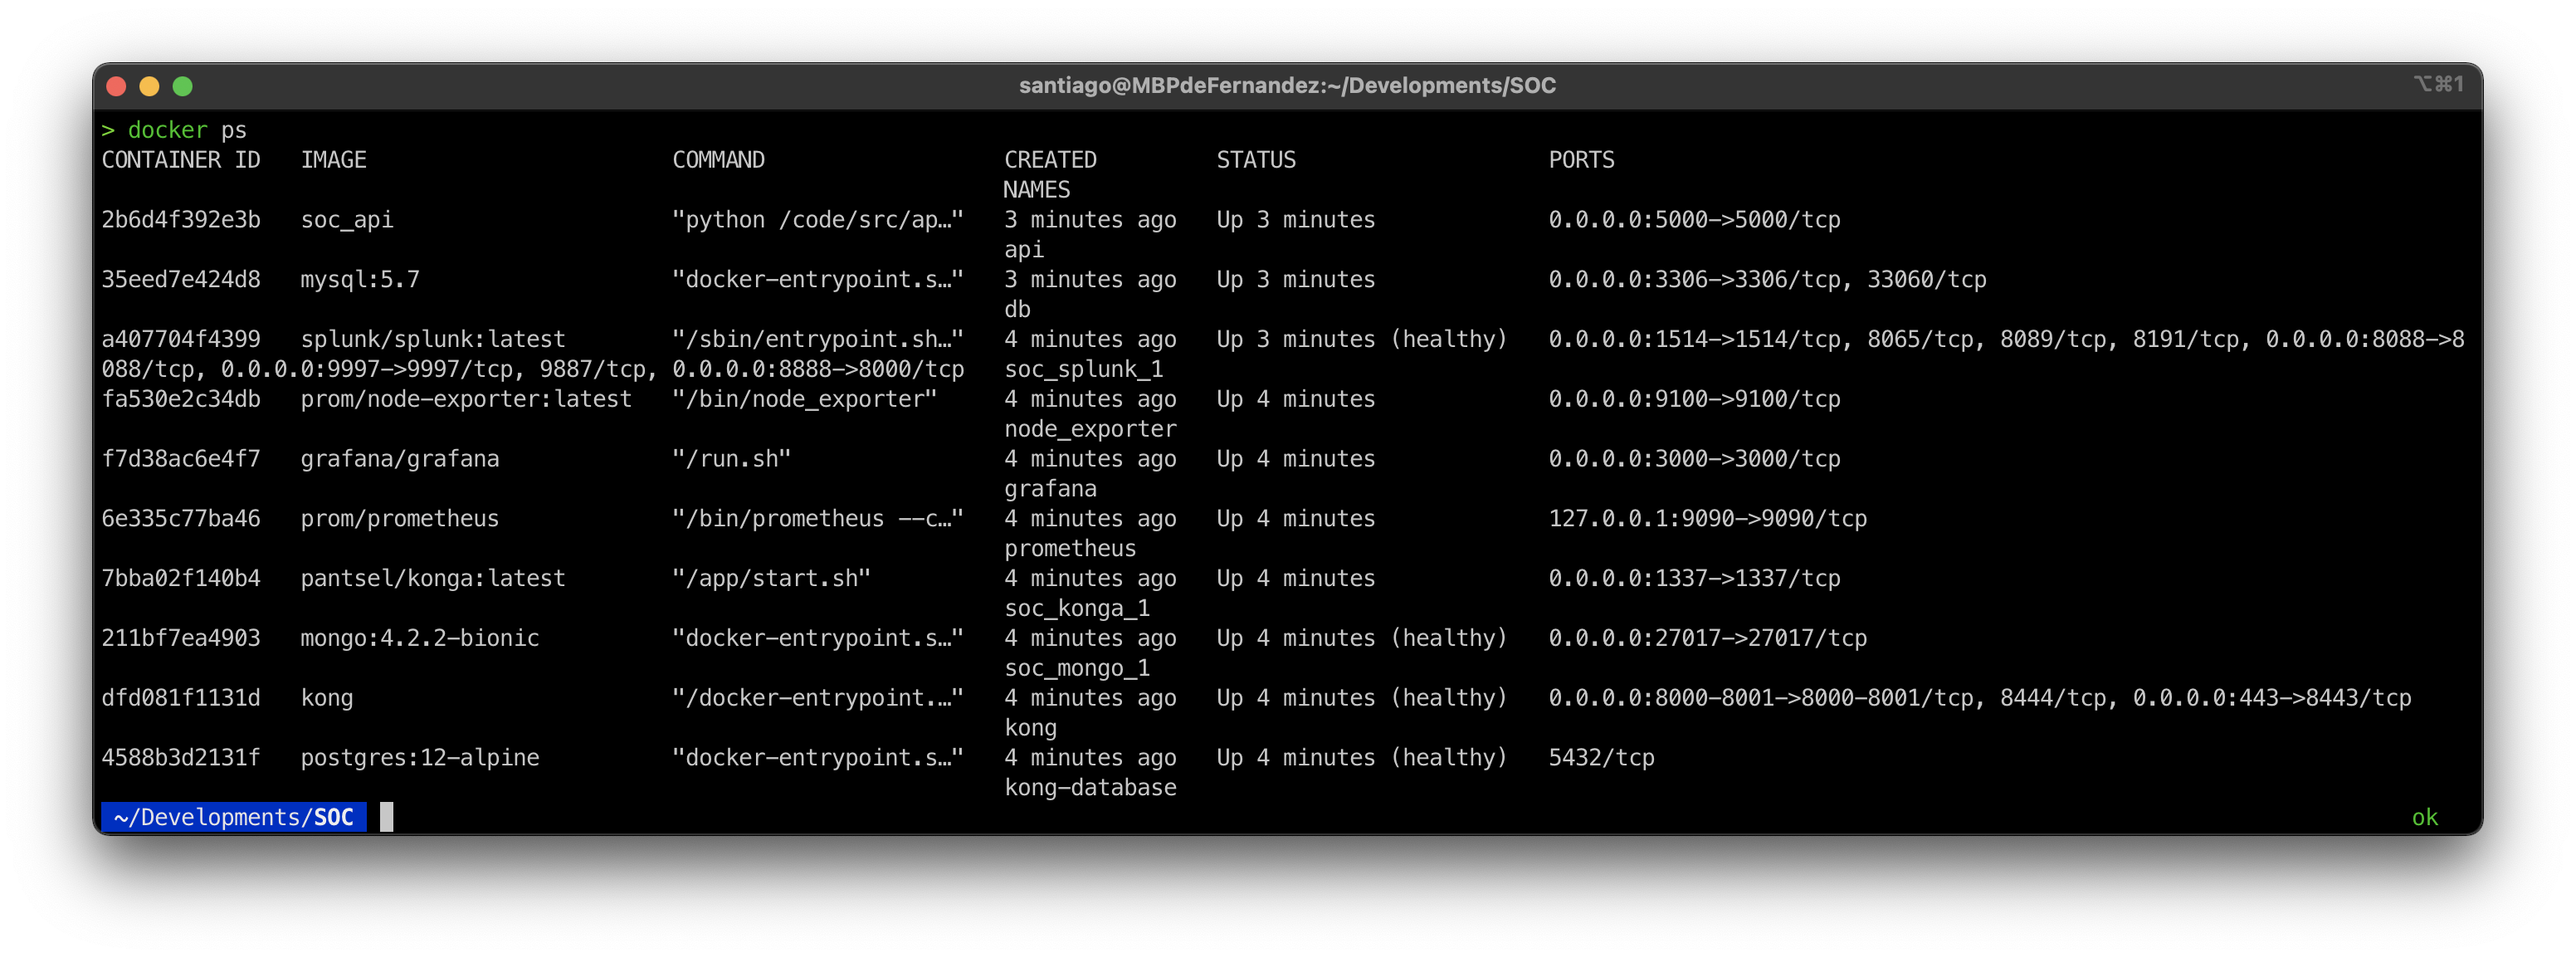 santiago@MBPdeFernandez:~/Developments/SOC
⌥⌘1
> docker ps
CONTAINER ID   IMAGE                       COMMAND                  CREATED         STATUS                   PORTS
NAMES
2b6d4f392e3b   soc_api                     "python /code/src/ap…"   3 minutes ago   Up 3 minutes             0.0.0.0:5000->5000/tcp
api
35eed7e424d8   mysql:5.7                   "docker-entrypoint.s…"   3 minutes ago   Up 3 minutes             0.0.0.0:3306->3306/tcp, 33060/tcp
db
a407704f4399   splunk/splunk:latest        "/sbin/entrypoint.sh…"   4 minutes ago   Up 3 minutes (healthy)   0.0.0.0:1514->1514/tcp, 8065/tcp, 8089/tcp, 8191/tcp, 0.0.0.0:8088->8
088/tcp, 0.0.0.0:9997->9997/tcp, 9887/tcp, 0.0.0.0:8888->8000/tcp   soc_splunk_1
fa530e2c34db   prom/node-exporter:latest   "/bin/node_exporter"     4 minutes ago   Up 4 minutes             0.0.0.0:9100->9100/tcp
node_exporter
f7d38ac6e4f7   grafana/grafana             "/run.sh"                4 minutes ago   Up 4 minutes             0.0.0.0:3000->3000/tcp
grafana
6e335c77ba46   prom/prometheus             "/bin/prometheus --c…"   4 minutes ago   Up 4 minutes             127.0.0.1:9090->9090/tcp
prometheus
7bba02f140b4   pantsel/konga:latest        "/app/start.sh"          4 minutes ago   Up 4 minutes             0.0.0.0:1337->1337/tcp
soc_konga_1
211bf7ea4903   mongo:4.2.2-bionic          "docker-entrypoint.s…"   4 minutes ago   Up 4 minutes (healthy)   0.0.0.0:27017->27017/tcp
soc_mongo_1
dfd081f1131d   kong                        "/docker-entrypoint.…"   4 minutes ago   Up 4 minutes (healthy)   0.0.0.0:8000-8001->8000-8001/tcp, 8444/tcp, 0.0.0.0:443->8443/tcp
kong
4588b3d2131f   postgres:12-alpine          "docker-entrypoint.s…"   4 minutes ago   Up 4 minutes (healthy)   5432/tcp
kong-database
~/Developments/SOC ok